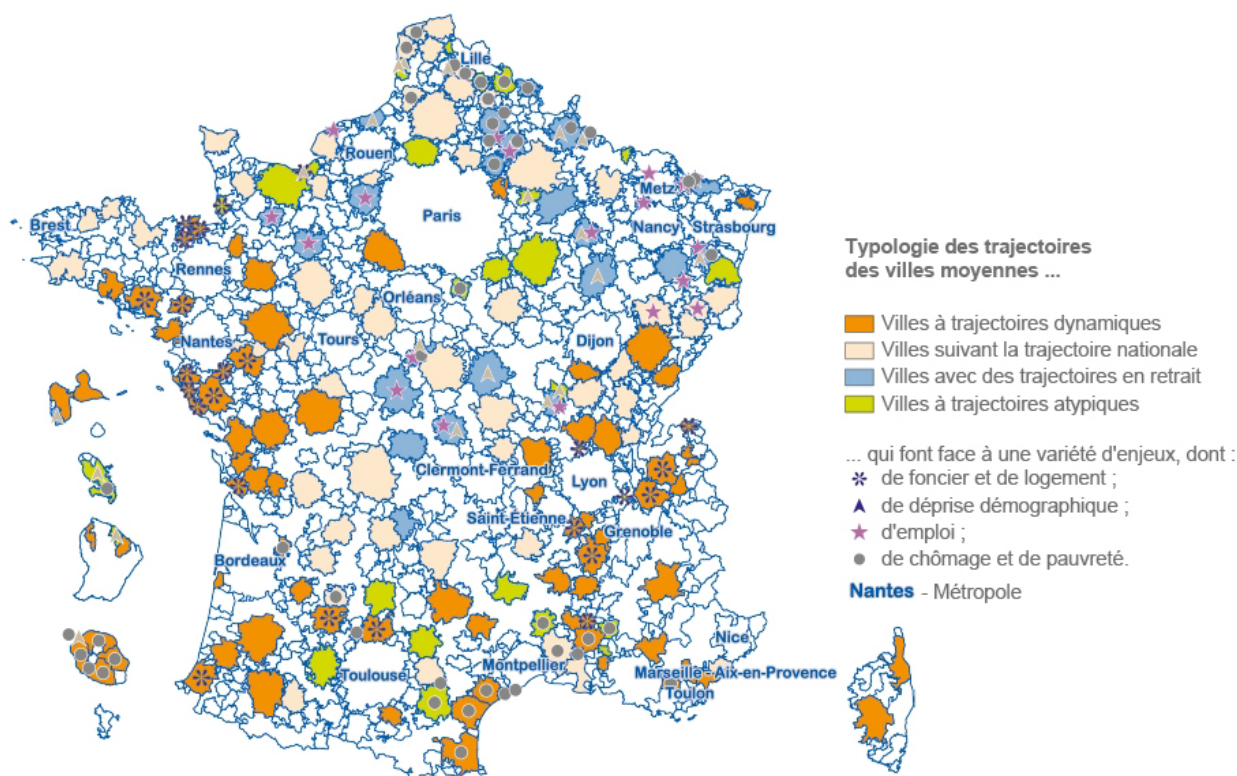 Lille
Rouen
Metz
Paris
Nancy
Strasbourg
Brest
Rennes
Orléans
Nantes
Tours
Dijon
Clermont-Ferrand
Lyon
Saint-Étienne
Grenoble
Bordeaux
Nice
Montpellier
Toulouse
Marseille - Aix-en-Provence
Toulon
Typologie des trajectoires
des villes moyennes ...
Villes à trajectoires dynamiques
Villes suivant la trajectoire nationale
Villes avec des trajectoires en retrait
Villes à trajectoires atypiques
... qui font face à une variété d'enjeux, dont :
de foncier et de logement ;
de déprise démographique ;
d'emploi ;
de chômage et de pauvreté.
Nantes - Métropole